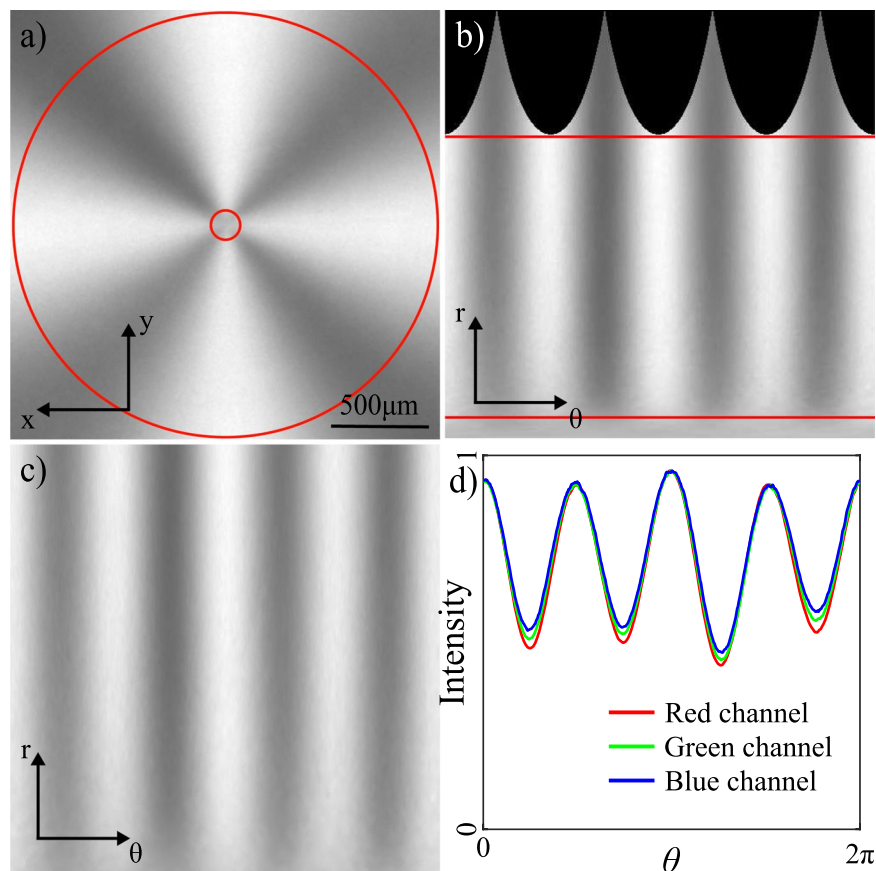 a)
y
x
500μm
b)
r
θ
c)
r
θ
d)
1
Intensity
0
Red channel
Green channel
Blue channel
0
θ
2π